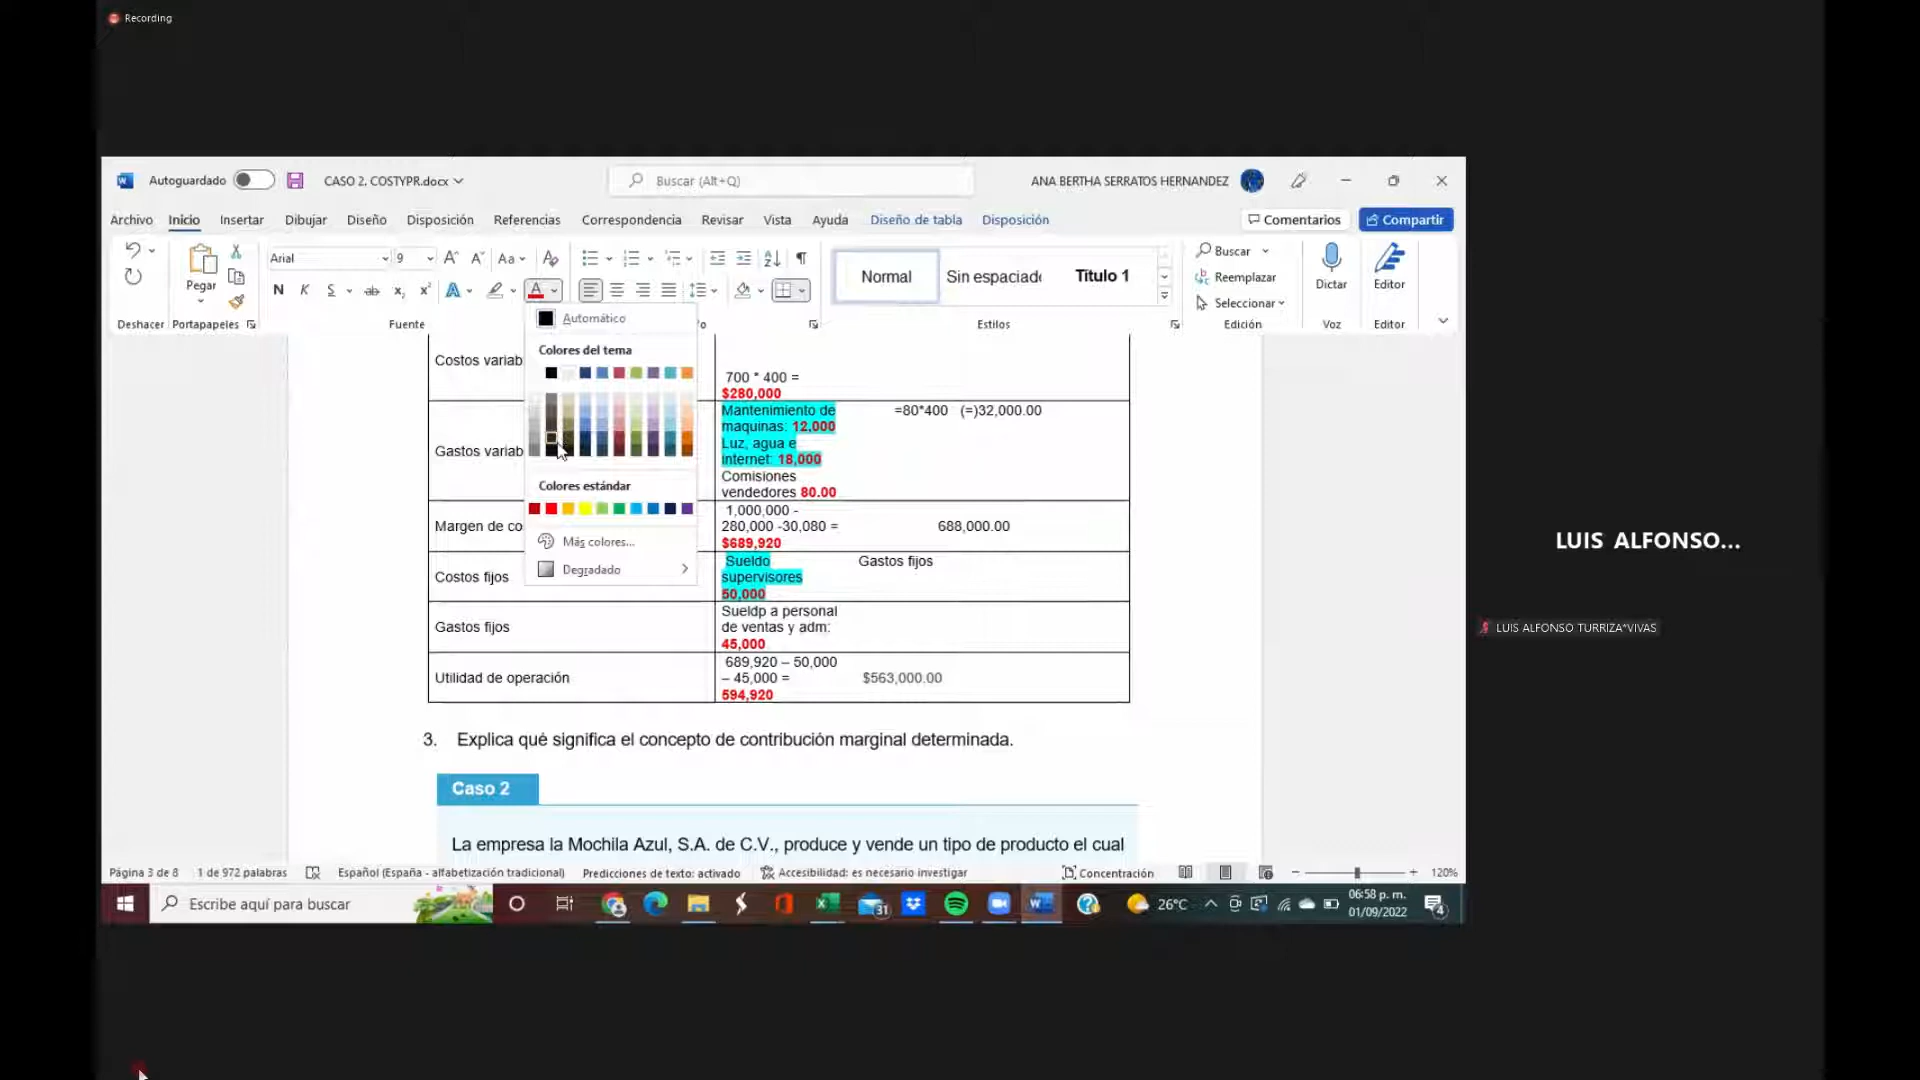 Recording
Autoguardado
CASO 2. COSTYPR.docx
Buscar (Alt+Q)
ANA BERTHA SERRATOS HERNANDEZ
Archivo Inicio Insertar Dibujar Diseño Disposición Referencias Correspondencia Revisar Vista Ayuda Diseño de tabla Disposición
Comentarios Compartir
Pegar
Arial 9
Normal Sin espaciado Título 1
Buscar
Reemplazar
Seleccionar
Dictar
Editor
Deshacer Portapapeles Fuente Estilos Edición Voz Editor
Automático
Colores del tema
Colores estándar
Más colores...
Degradado
Costos variab
700 * 400 =
$280,000
Gastos variab
Mantenimiento de
maquinas: 12,000
Luz, agua e
internet: 18,000
Comisiones
vendedores 80.00
=80*400 (=)32,000.00
Margen de co
1,000,000 -
280,000 -30,080 =
$689,920
688,000.00
Costos fijos
Sueldo
supervisores
50,000
Gastos fijos
Gastos fijos
Sueldp a personal
de ventas y adm:
45,000
Utilidad de operación
689,920 – 50,000
– 45,000 =
594,920
$563,000.00
3. Explica qué significa el concepto de contribución marginal determinada.
Caso 2
La empresa la Mochila Azul, S.A. de C.V., produce y vende un tipo de producto el cual
Página 3 de 8 1 de 972 palabras Español (España - alfabetización tradicional) Predicciones de texto: activado Accesibilidad: es necesario investigar Concentración 120%
Escribe aquí para buscar
31
26°C
06:58 p. m.
01/09/2022
4
LUIS ALFONSO...
LUIS ALFONSO TURRIZA*VIVAS